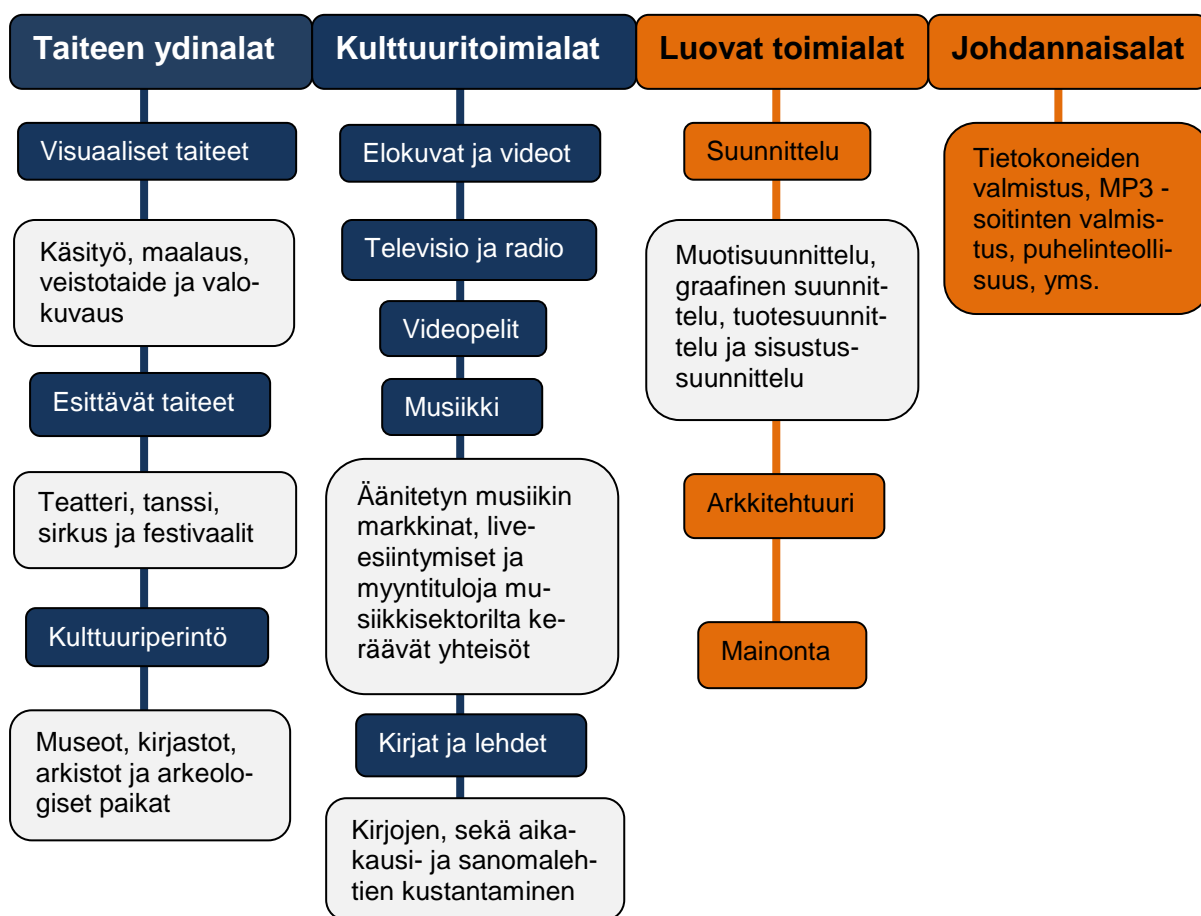 Taiteen ydinalat
Visuaaliset taiteet
Käsityö, maalaus,
veistotaide ja valo-
kuvaus
Esittävät taiteet
Teatteri, tanssi,
sirkus ja festivaalit
Kulttuuriperintö
Museot, kirjastot,
arkistot ja arkeolo-
giset paikat
Kulttuuritoimialat
Elokuvat ja videot
Televisio ja radio
Videopelit
Musiikki
Äänitetyn musiikin
markkinat, live-
esiintymiset ja
myyntituloja mu-
siikkisektorilta ke-
räävät yhteisöt
Kirjat ja lehdet
Kirjojen, sekä aika-
kausi- ja sanomaleh-
tien kustantaminen
Luovat toimialat
Suunnittelu
Muotisuunnittelu,
graafinen suunnit-
telu, tuotesuunnit-
telu ja sisustus-
suunnittelu
Arkkitehtuuri
Mainonta
Johdannaisalat
Tietokoneiden
valmistus, MP3 -
soitinten valmis-
tus, puhelinteolli-
suus, yms.